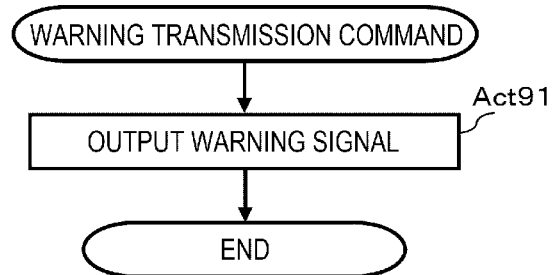 WARNING TRANSMISSION COMMAND
Act91
OUTPUT WARNING SIGNAL
END